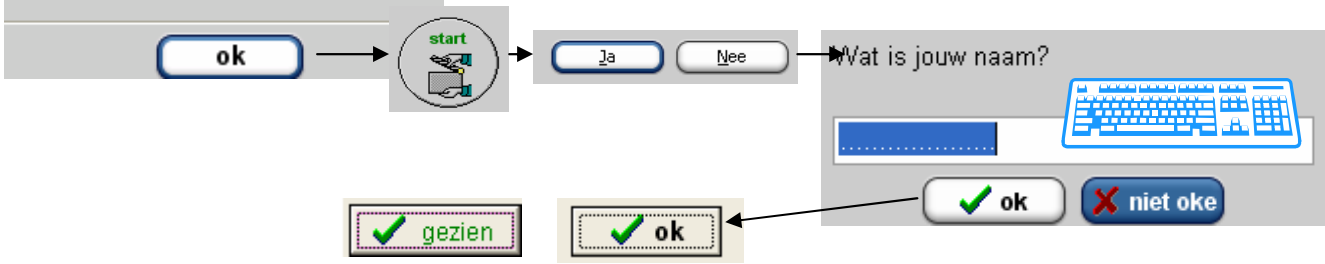 ok
start
Ja
Nee
Wat is jouw naam?
...................
ok
niet oke
gezien
ok